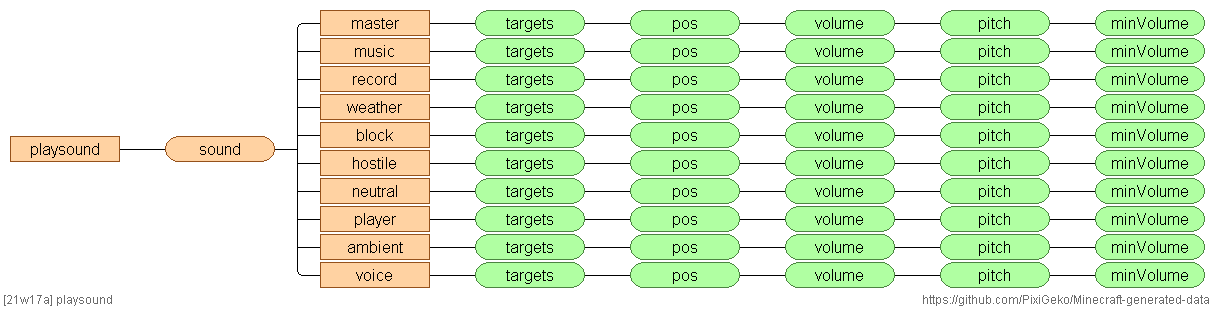 master targets pos volume pitch minVolume
music targets pos volume pitch minVolume
record targets pos volume pitch minVolume
weather targets pos volume pitch minVolume
playsound sound block targets pos volume pitch minVolume
hostile targets pos volume pitch minVolume
neutral targets pos volume pitch minVolume
player targets pos volume pitch minVolume
ambient targets pos volume pitch minVolume
voice targets pos volume pitch minVolume
[21w17a] playsound https://github.com/PixiGeko/Minecraft-generated-data